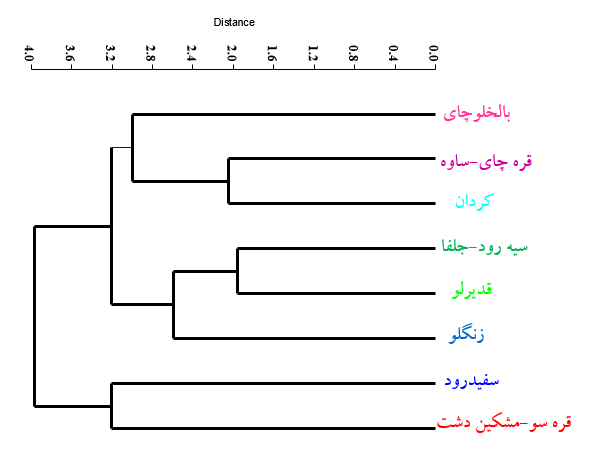 Distance
4.0 3.6 3.2 2.8 2.4 2.0 1.6 1.2 0.8 0.4 0.0
بالخلوچای
قره چای-ساوه
کردان
سیه رود-جلفا
قدیرلو
زنگلو
سفیدرود
قره سو-مشکین دشت